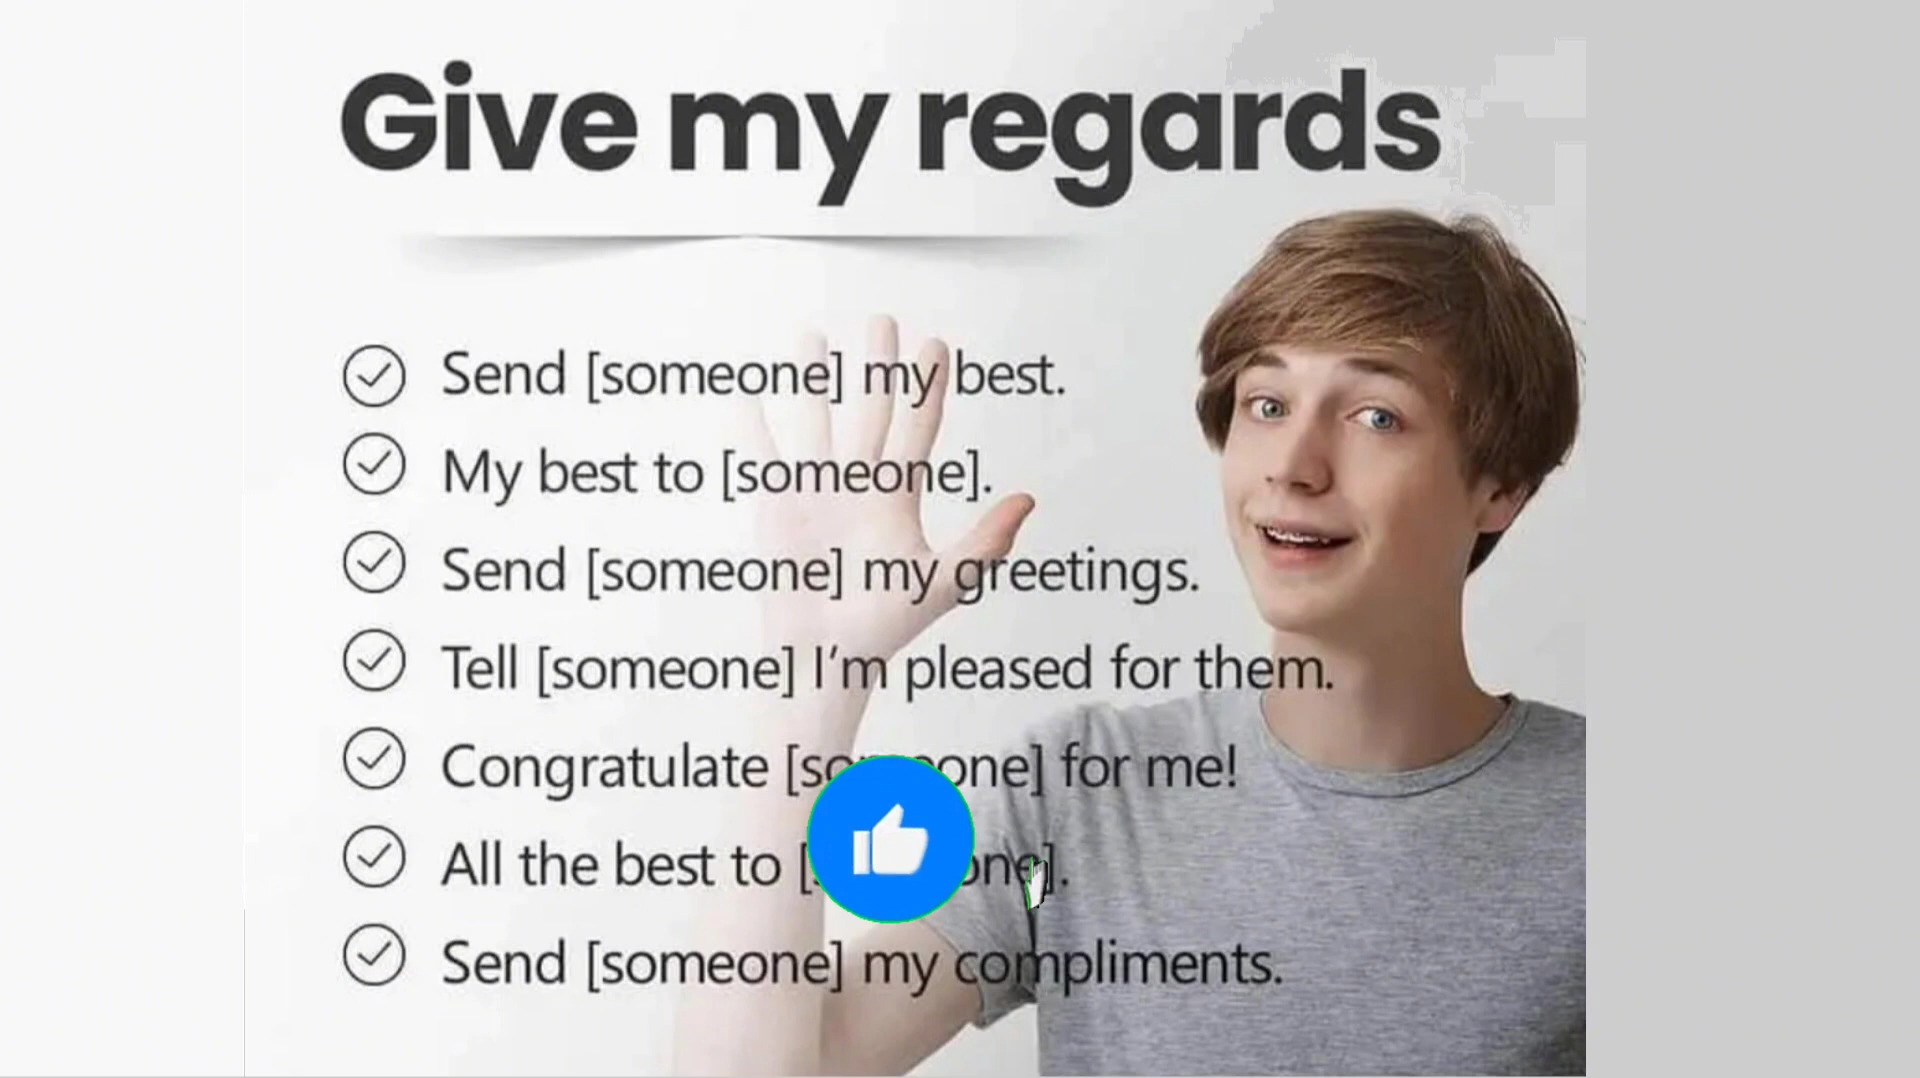 Give my regards
Send [someone] my best.
My best to [someone].
Send [someone] my greetings.
Tell [someone] I'm pleased for them.
Congratulate for me!
All the best to
Send [someone] my compliments.